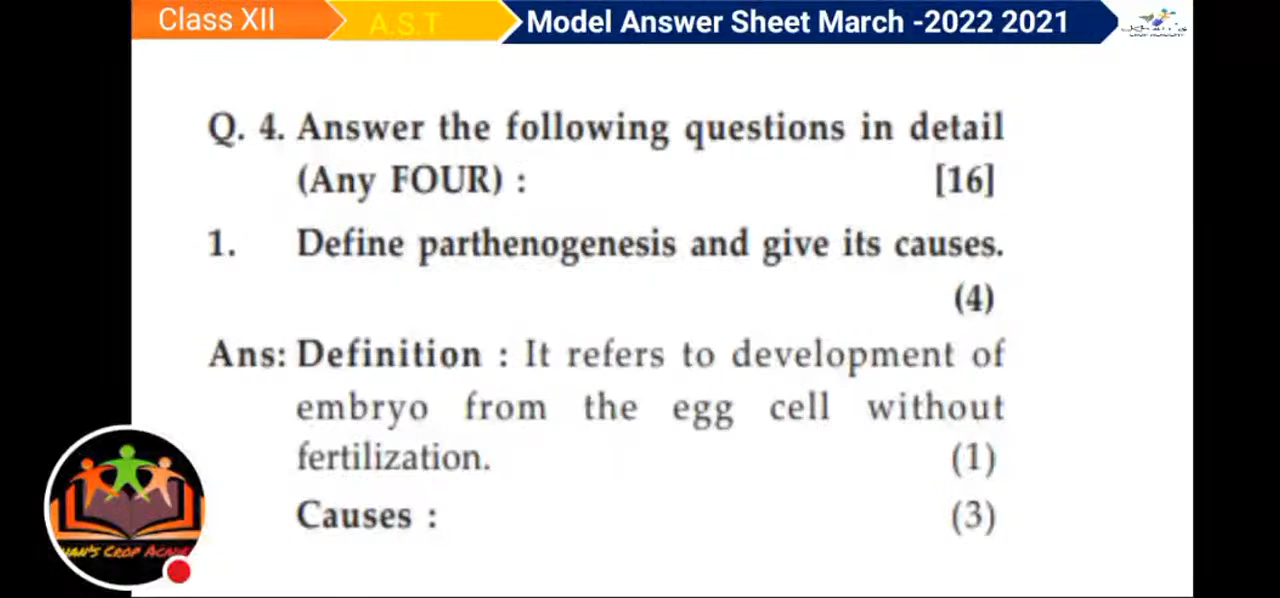 Class XII
A.S.T
Model Answer Sheet March -2022 2021
Q. 4. Answer the following questions in detail
(Any FOUR) : [16]
1. Define parthenogenesis and give its causes.
(4)
Ans: Definition : It refers to development of
embryo from the egg cell without
fertilization. (1)
Causes : (3)
CROP